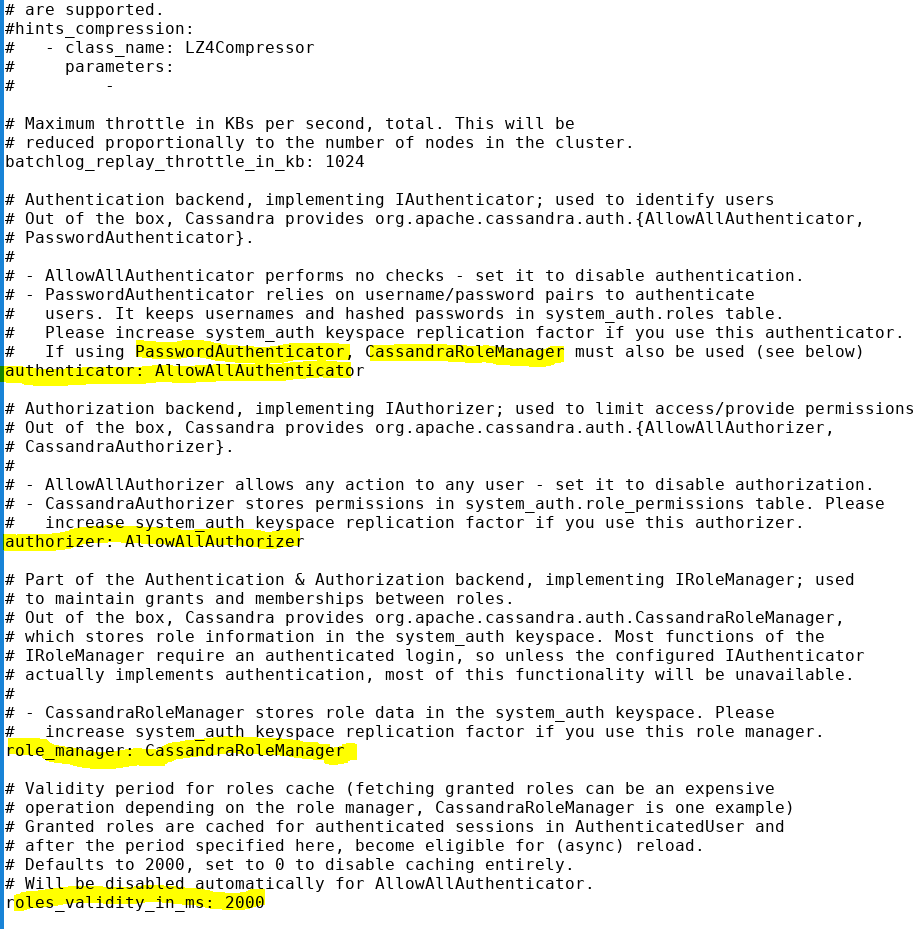 # are supported.
#hints_compression:
#   - class_name: LZ4Compressor
#     parameters:
#         -
# Maximum throttle in KBs per second, total. This will be
# reduced proportionally to the number of nodes in the cluster.
batchlog_replay_throttle_in_kb: 1024
# Authentication backend, implementing IAuthenticator; used to identify users
# Out of the box, Cassandra provides org.apache.cassandra.auth.{AllowAllAuthenticator,
# PasswordAuthenticator}.
#
# - AllowAllAuthenticator performs no checks - set it to disable authentication.
# - PasswordAuthenticator relies on username/password pairs to authenticate
#   users. It keeps usernames and hashed passwords in system_auth.roles table.
#   Please increase system_auth keyspace replication factor if you use this authenticator.
#   If using PasswordAuthenticator, CassandraRoleManager must also be used (see below)
authenticator: AllowAllAuthenticator
# Authorization backend, implementing IAuthorizer; used to limit access/provide permissions
# Out of the box, Cassandra provides org.apache.cassandra.auth.{AllowAllAuthorizer,
# CassandraAuthorizer}.
#
# - AllowAllAuthorizer allows any action to any user - set it to disable authorization.
# - CassandraAuthorizer stores permissions in system_auth.role_permissions table. Please
#   increase system_auth keyspace replication factor if you use this authorizer.
authorizer: AllowAllAuthorizer
# Part of the Authentication & Authorization backend, implementing IRoleManager; used
# to maintain grants and memberships between roles.
# Out of the box, Cassandra provides org.apache.cassandra.auth.CassandraRoleManager,
# which stores role information in the system_auth keyspace. Most functions of the
# IRoleManager require an authenticated login, so unless the configured IAuthenticator
# actually implements authentication, most of this functionality will be unavailable.
#
# - CassandraRoleManager stores role data in the system_auth keyspace. Please
#   increase system_auth keyspace replication factor if you use this role manager.
role_manager: CassandraRoleManager
# Validity period for roles cache (fetching granted roles can be an expensive
# operation depending on the role manager, CassandraRoleManager is one example)
# Granted roles are cached for authenticated sessions in AuthenticatedUser and
# after the period specified here, become eligible for (async) reload.
# Defaults to 2000, set to 0 to disable caching entirely.
# Will be disabled automatically for AllowAllAuthenticator.
roles_validity_in_ms: 2000